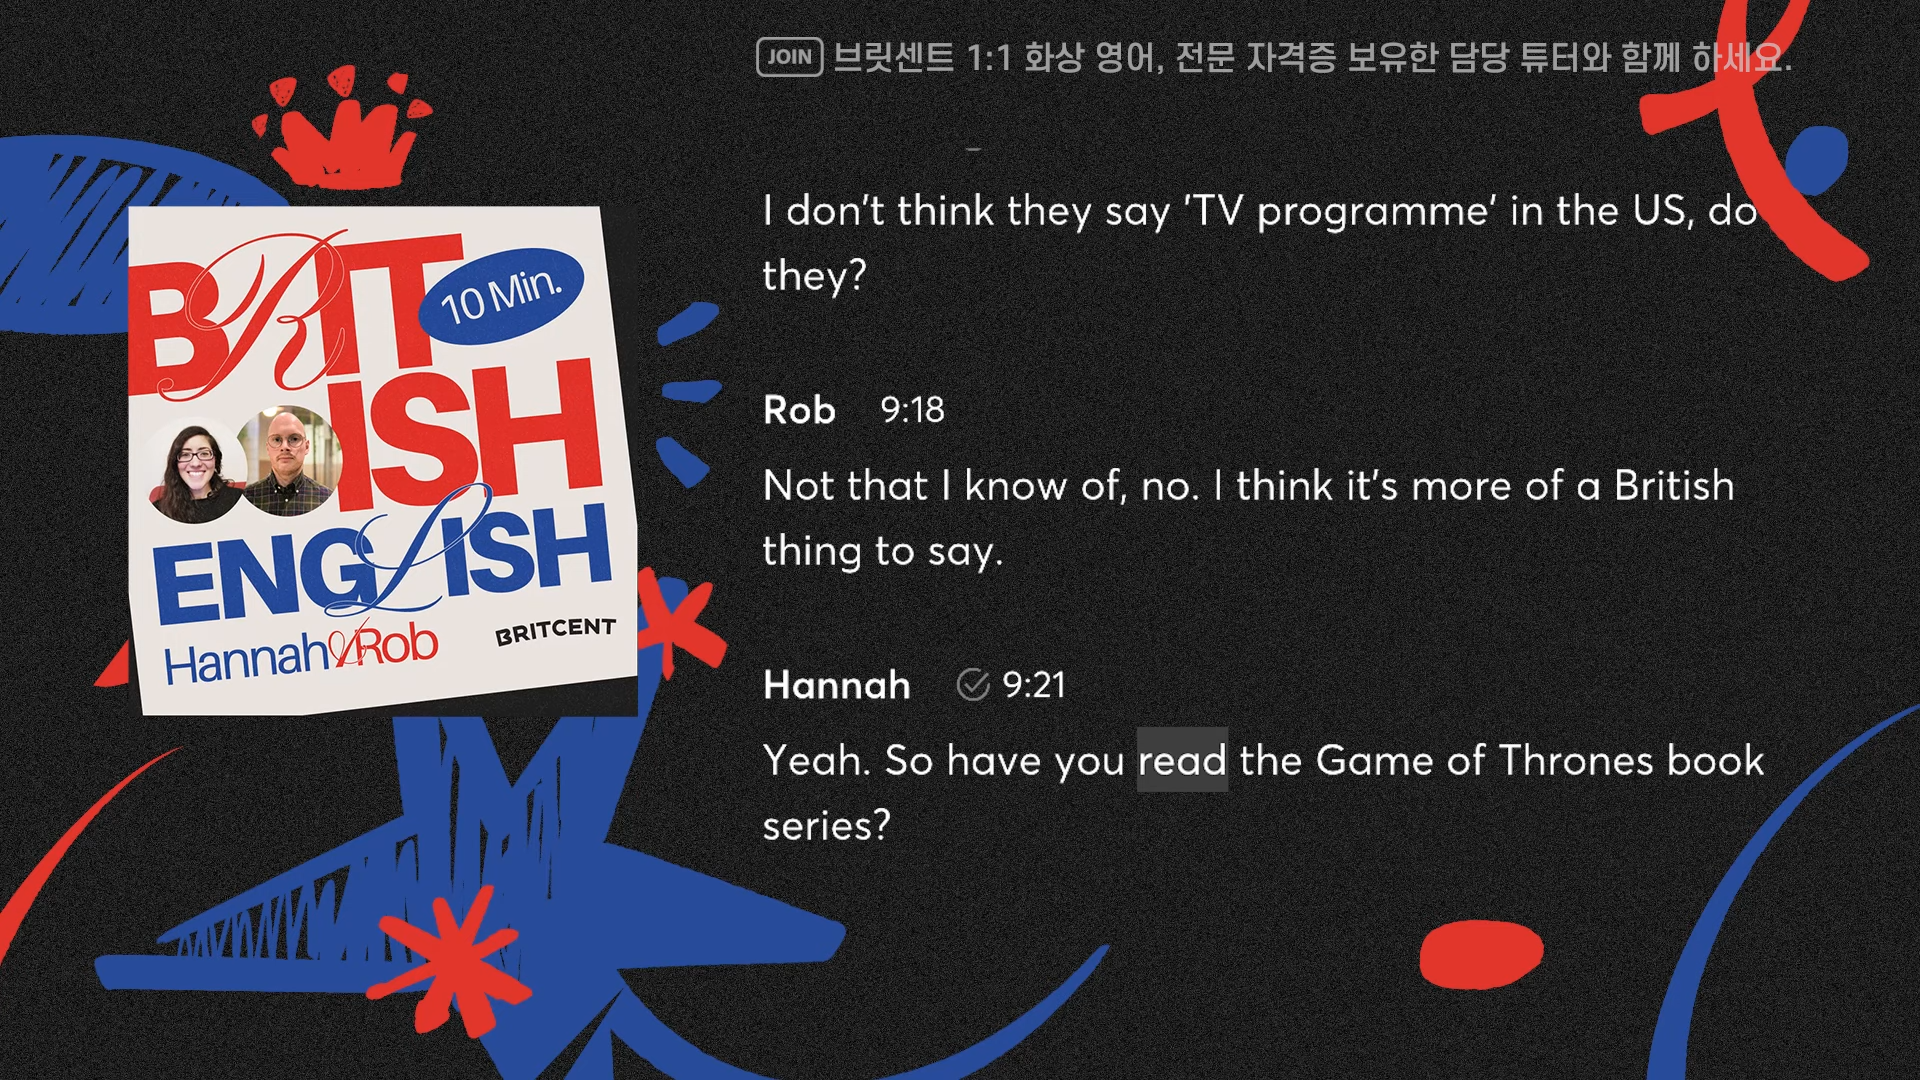 JOIN 브릿센트 1:1 화상 영어, 전문 자격증 보유한 담당 튜터와 함께 하세요.
BRIT
10 Min.
ISH
ENGLISH
Hannah & Rob
BRITCENT
I don't think they say 'TV programme' in the US, do
they?
Rob 9:18
Not that I know of, no. I think it's more of a British
thing to say.
Hannah 9:21
Yeah. So have you read the Game of Thrones book
series?